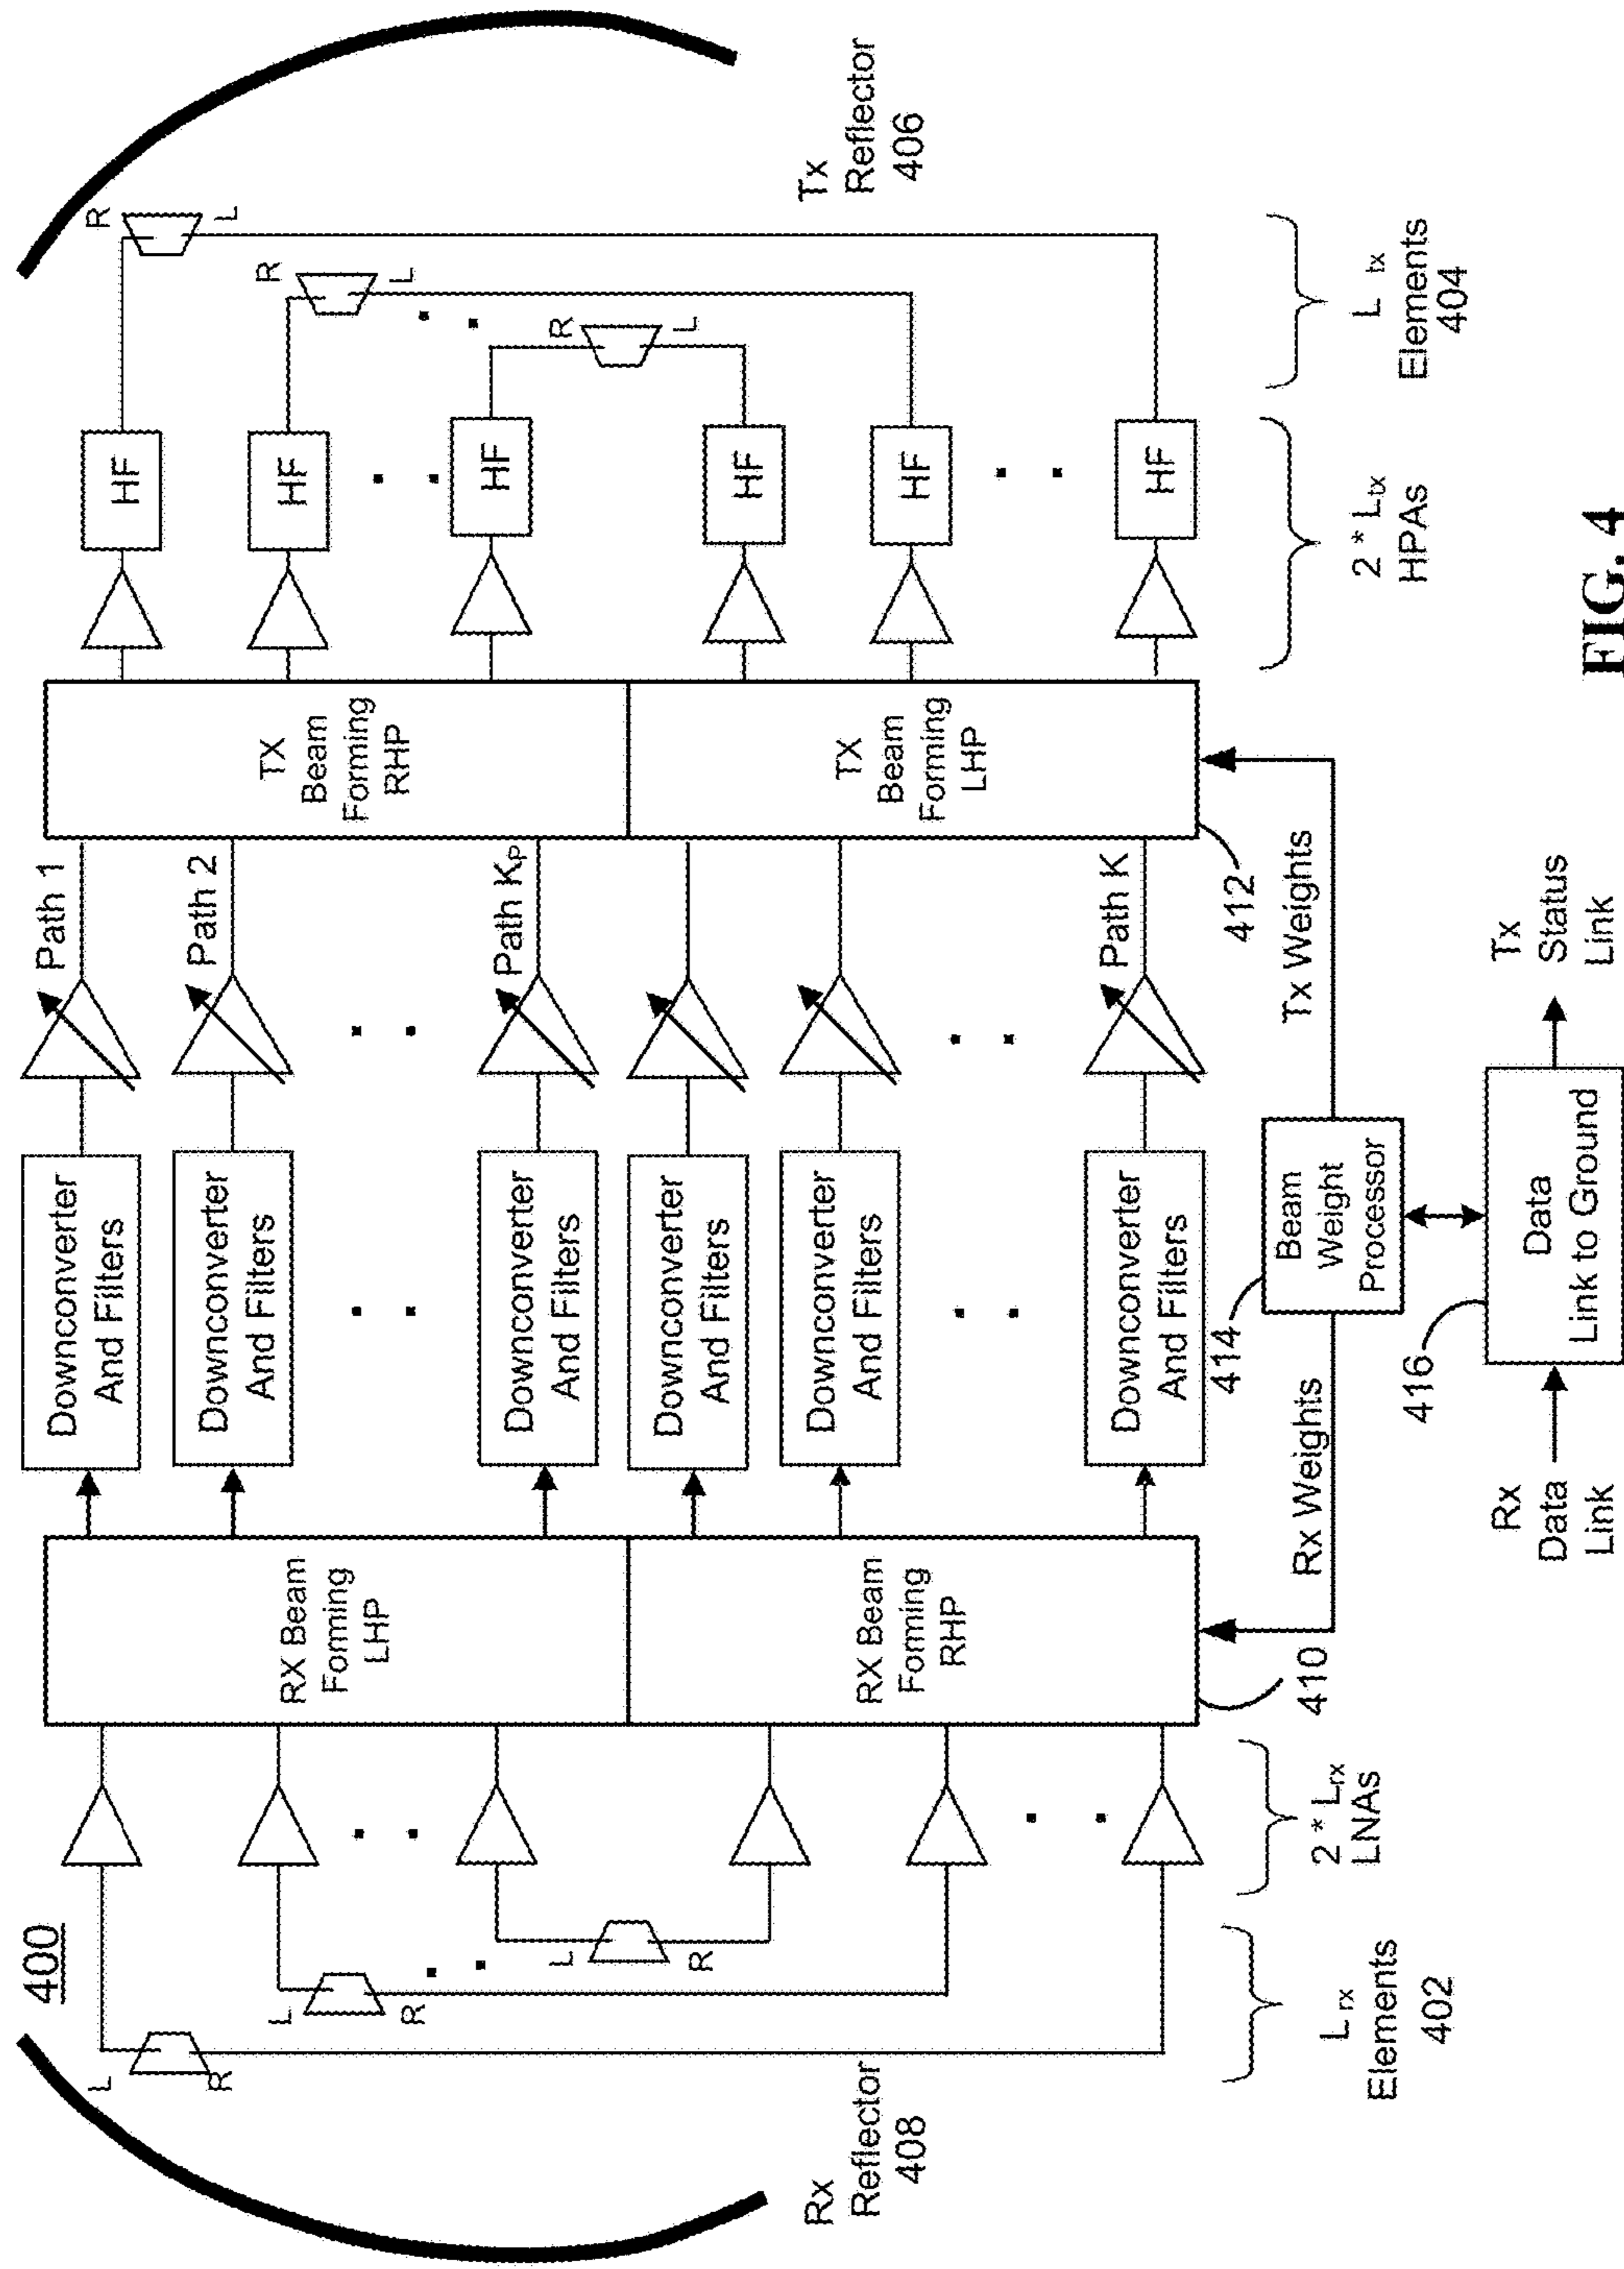 400
Rx
Reflector
408
L
R
L
R
L
R
RX Beam
Forming
LHP
RX Beam
Forming
RHP
Downconverter
And Filters
Downconverter
And Filters
Downconverter
And Filters
Downconverter
And Filters
Downconverter
And Filters
Downconverter
And Filters
Path 1
Path 2
Path KP
Path K
TX
Beam
Forming
RHP
TX
Beam
Forming
LHP
HF
HF
HF
HF
HF
HF
R
L
R
L
R
L
Tx
Reflector
406
L rx
Elements
402
2 * Lrx
LNAs
410
Rx Weights
414
Beam
Weight
Processor
Tx Weights
412
2 * Ltx
HPAs
L tx
Elements
404
Rx
Data
Link
416
Data
Link to Ground
Tx
Status
Link
FIG. 4